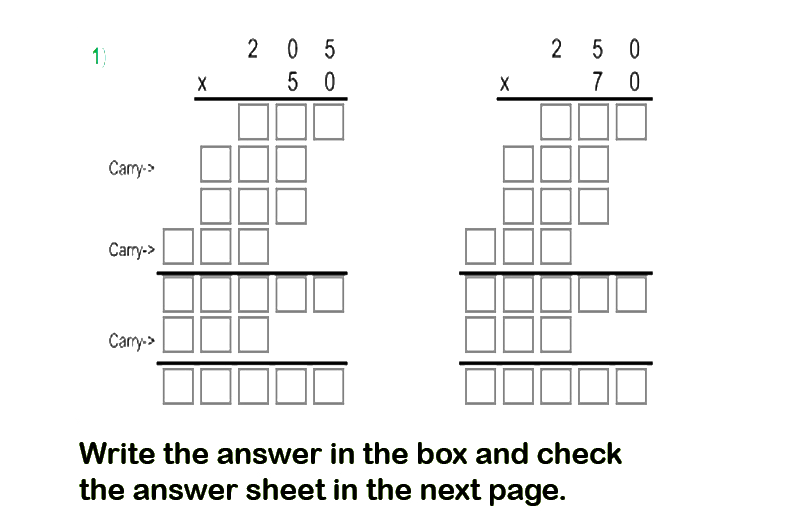 1)
2 0 5
x 5 0
2 5 0
x 7 0
Carry->
Carry->
Carry->
Write the answer in the box and check
the answer sheet in the next page.